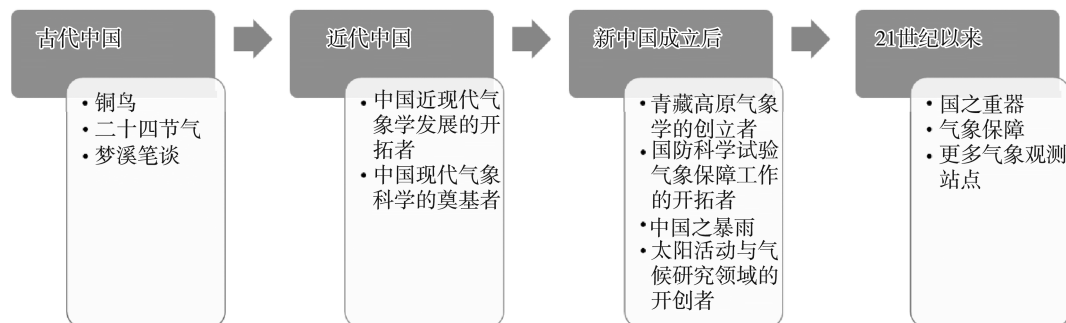 古代中国
• 铜鸟
• 二十四节气
• 梦溪笔谈
近代中国
• 中国近现代气
象学发展的开
拓者
• 中国现代气象
科学的奠基者
新中国成立后
• 青藏高原气象
学的创立者
• 国防科学试验
气象保障工作
的开拓者
• 中国之暴雨
• 太阳活动与气
候研究领域的
开创者
21世纪以来
• 国之重器
• 气象保障
• 更多气象观测
站点